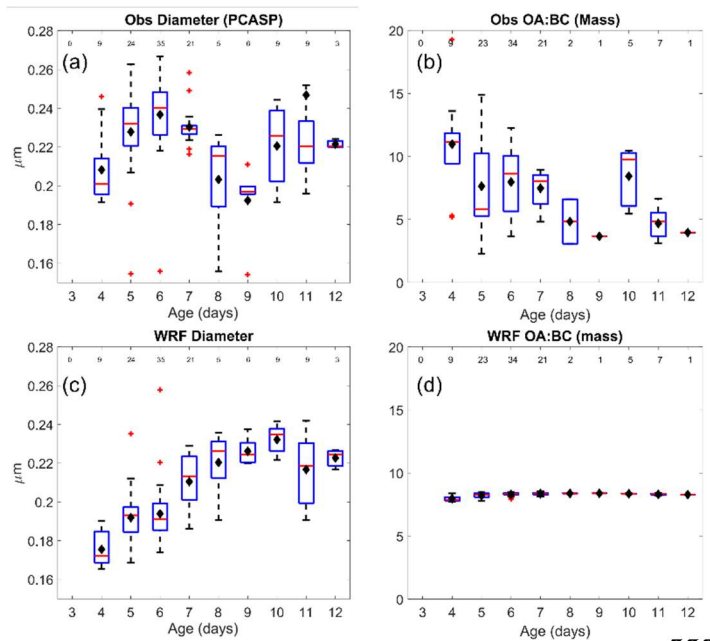 Obs Diameter (PCASP)
0.28
0 9 24 35 21 8 6 9 9 3
(a)
0.26
0.24
0.22
0.2
0.18
0.16
μm
3 4 5 6 7 8 9 10 11 12
Age (days)
Obs OA:BC (Mass)
20
0 9 23 34 21 2 1 5 7 1
(b)
15
10
5
0
3 4 5 6 7 8 9 10 11 12
Age (days)
WRF Diameter
0.28
0 9 24 35 21 8 6 9 9 3
(c)
0.26
0.24
0.22
0.2
0.18
0.16
μm
3 4 5 6 7 8 9 10 11 12
Age (days)
WRF OA:BC (mass)
20
0 9 23 34 21 2 1 5 7 1
(d)
15
10
5
0
3 4 5 6 7 8 9 10 11 12
Age (days)